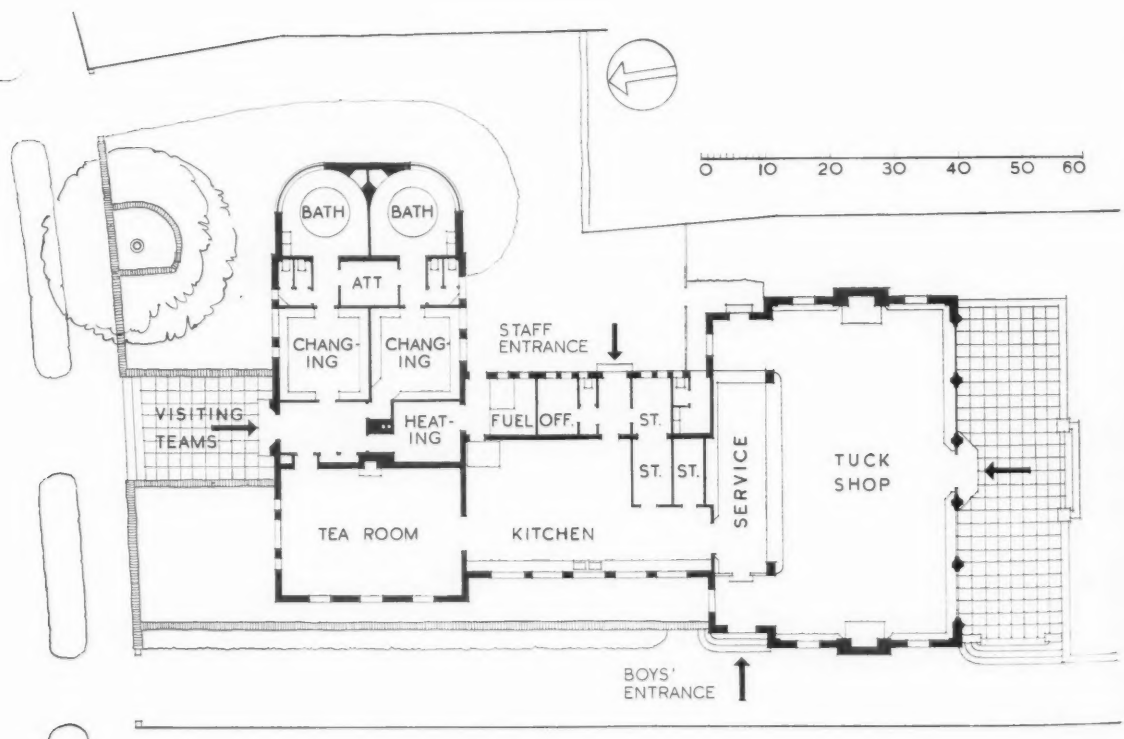 0 10 20 30 40 50 60
BATH BATH
ATT
CHANG-
ING
CHANG-
ING
STAFF
ENTRANCE
VISITING
TEAMS
HEAT-
ING
FUEL OFF. ST.
ST. ST.
SERVICE
TUCK
SHOP
TEA ROOM
KITCHEN
BOYS'
ENTRANCE